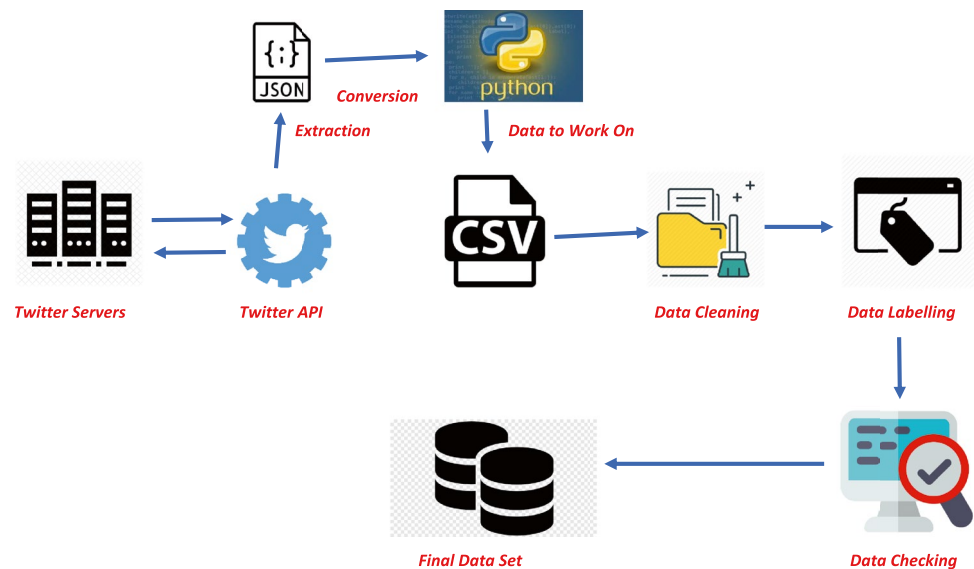 {;}
JSON
python
Conversion
Extraction
Data to Work On
CSV
Twitter Servers
Twitter API
Data Cleaning
Data Labelling
Final Data Set
Data Checking